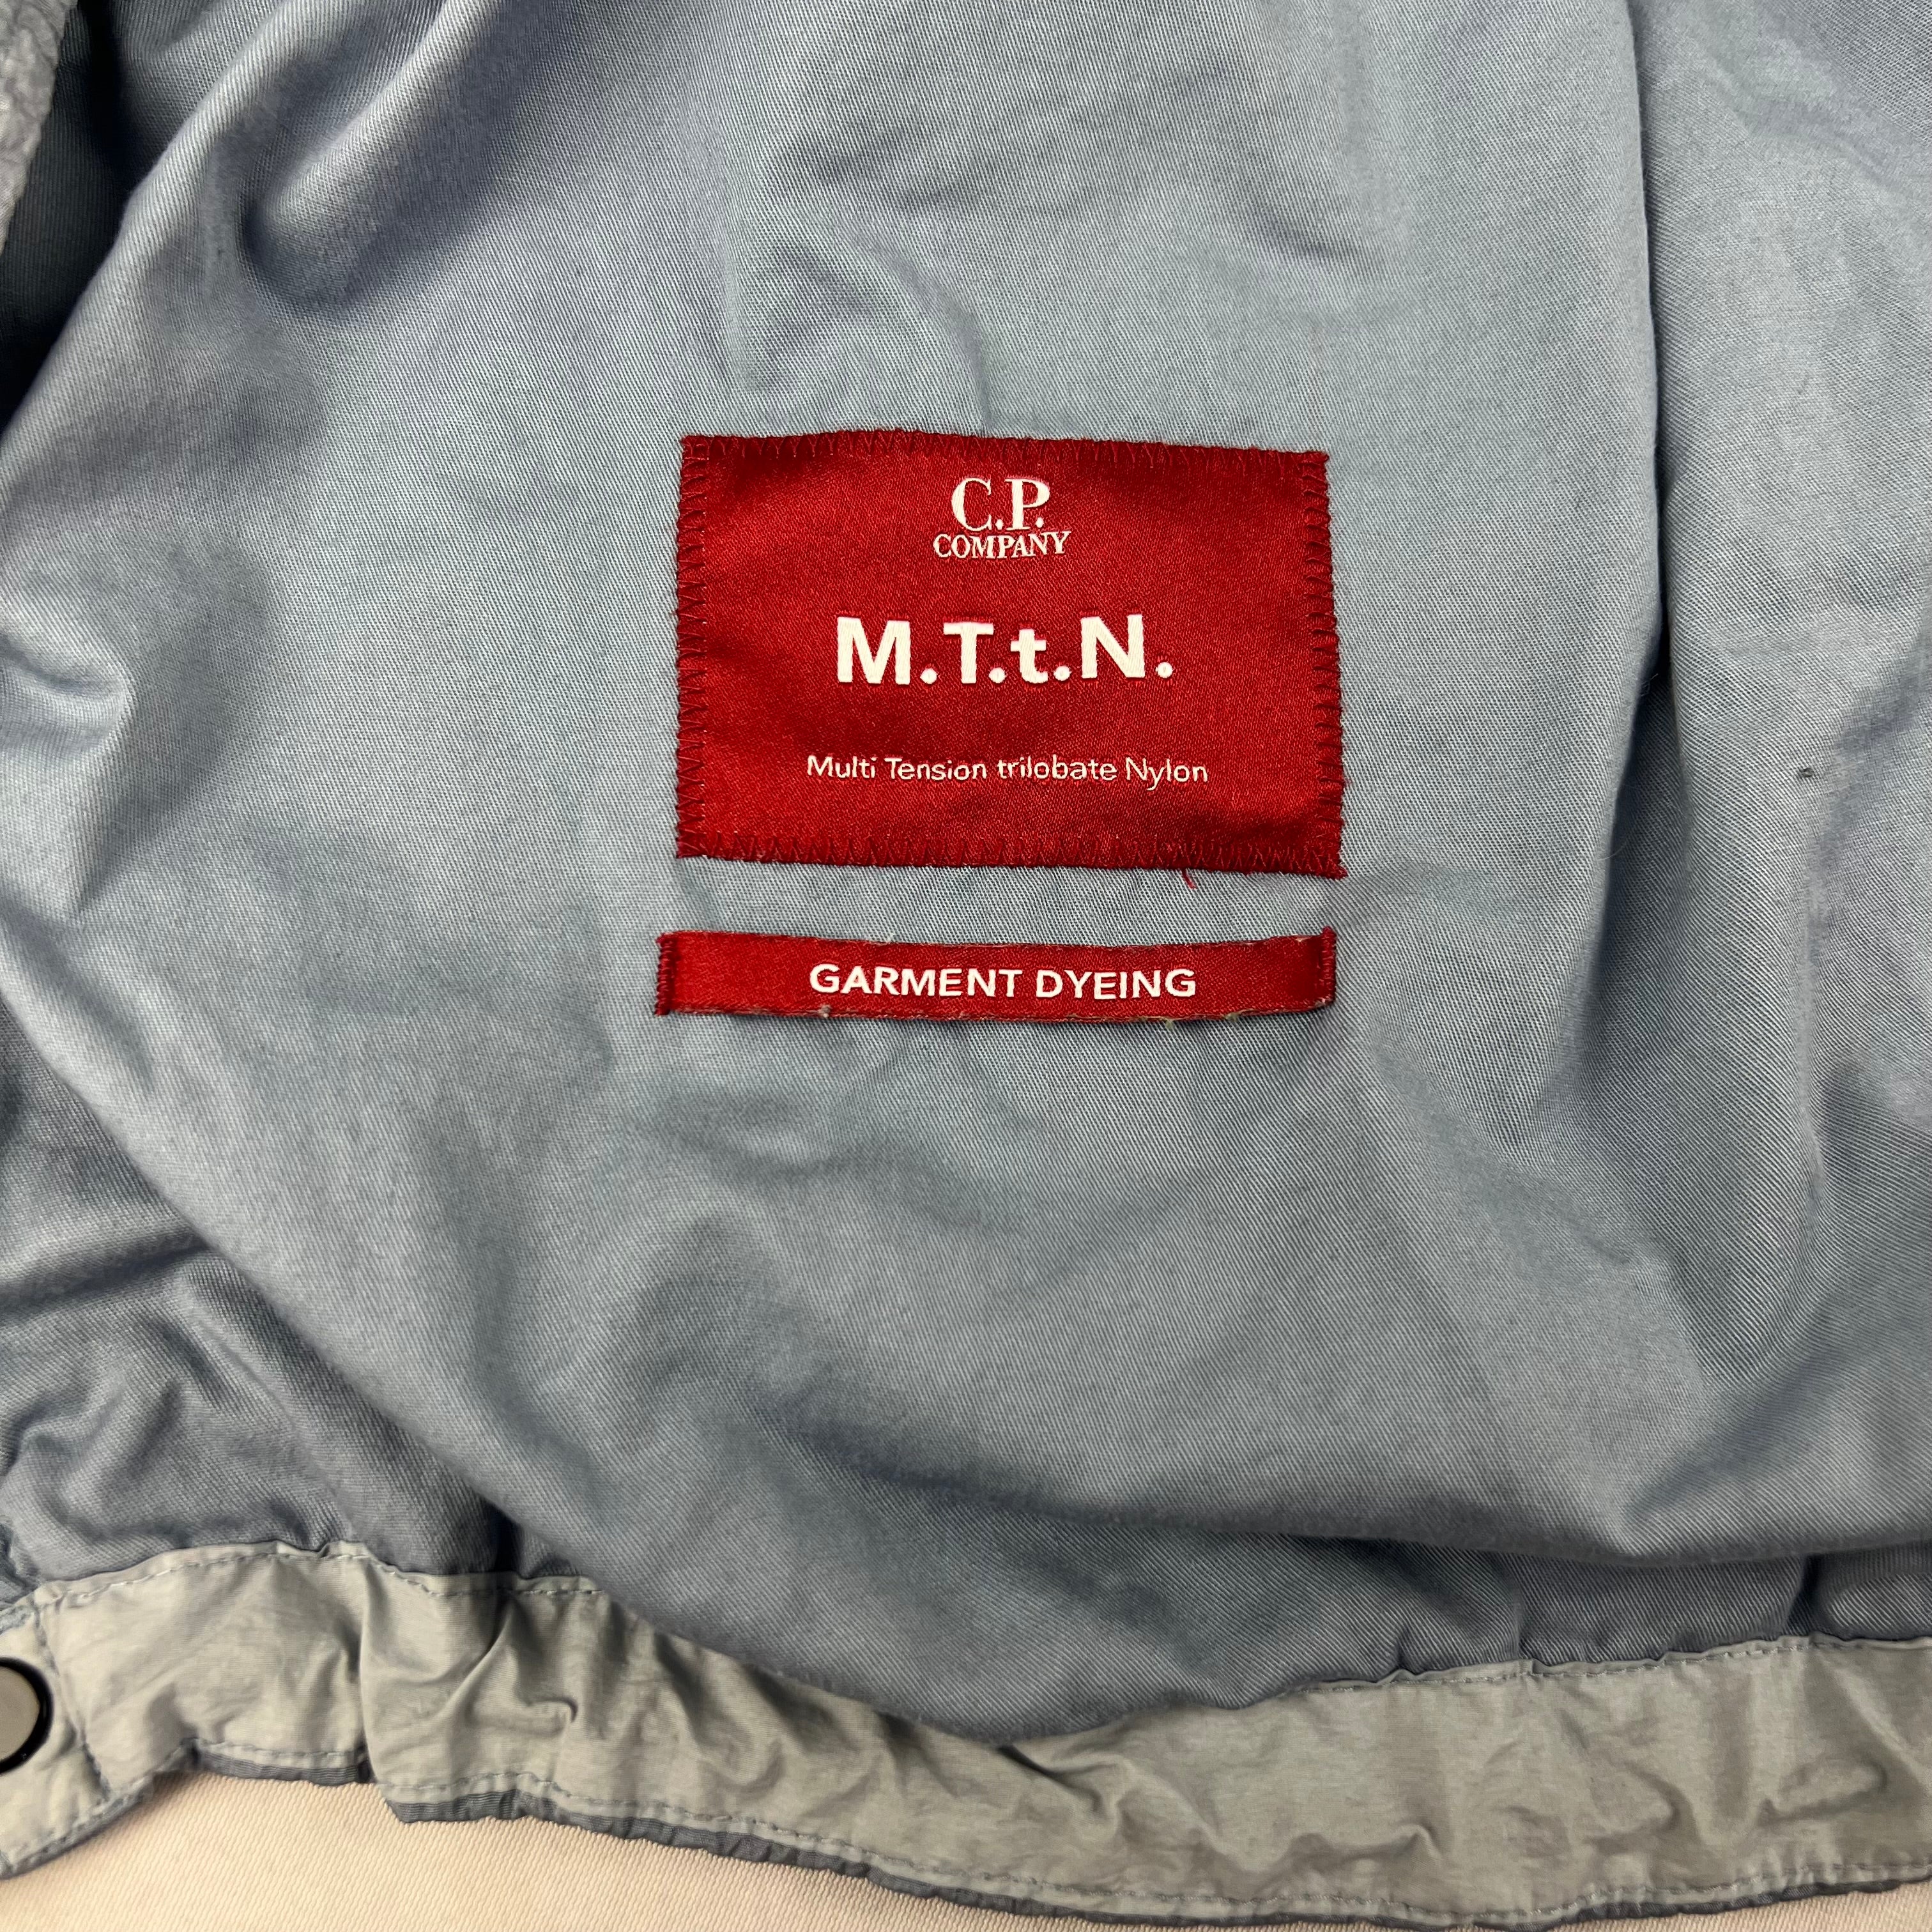 C.P.
COMPANY
M.T.t.N.
Multi Tension trilobate Nylon
GARMENT DYEING